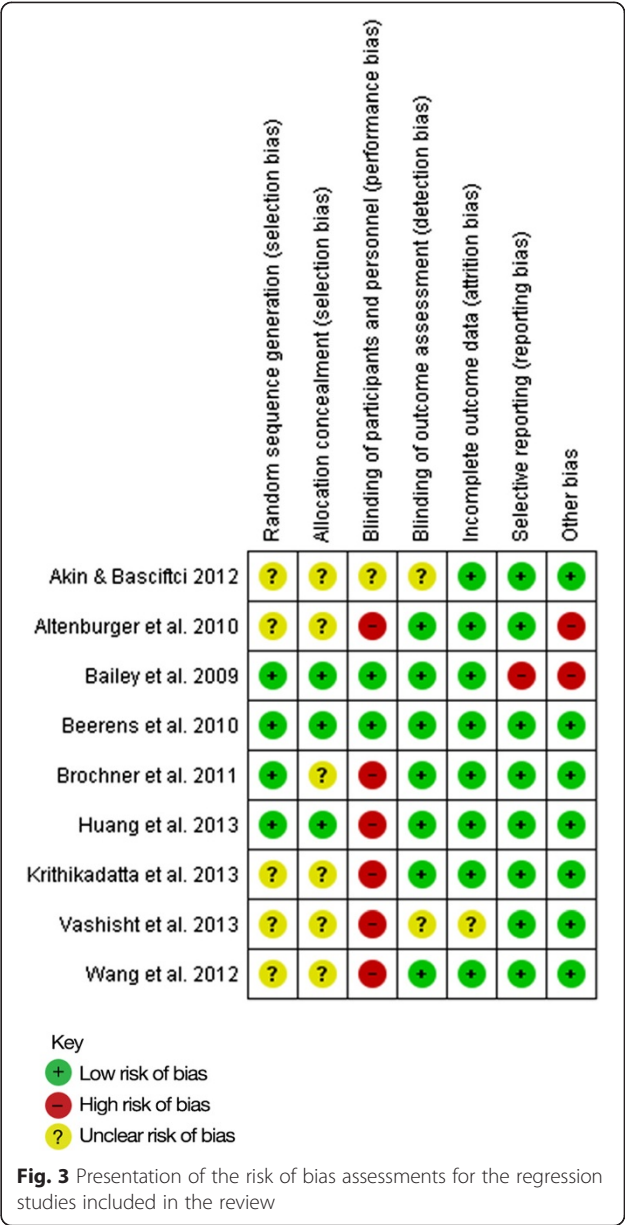 Random sequence generation (selection bias)
Allocation concealment (selection bias)
Blinding of participants and personnel (performance bias)
Blinding of outcome assessment (detection bias)
Incomplete outcome data (attrition bias)
Selective reporting (reporting bias)
Other bias
Akin & Basciftci 2012 ? ? ? ? + + +
Altenburger et al. 2010 ? ? - + + + -
Bailey et al. 2009 + + + + + - -
Beerens et al. 2010 + + + + + + +
Brochner et al. 2011 + ? - + + + +
Huang et al. 2013 + + - + + + +
Krithikadatta et al. 2013 ? ? - + + + +
Vashisht et al. 2013 ? ? - ? ? + +
Wang et al. 2012 ? ? - + + + +
Key
+ Low risk of bias
- High risk of bias
? Unclear risk of bias
Fig. 3 Presentation of the risk of bias assessments for the regression
studies included in the review